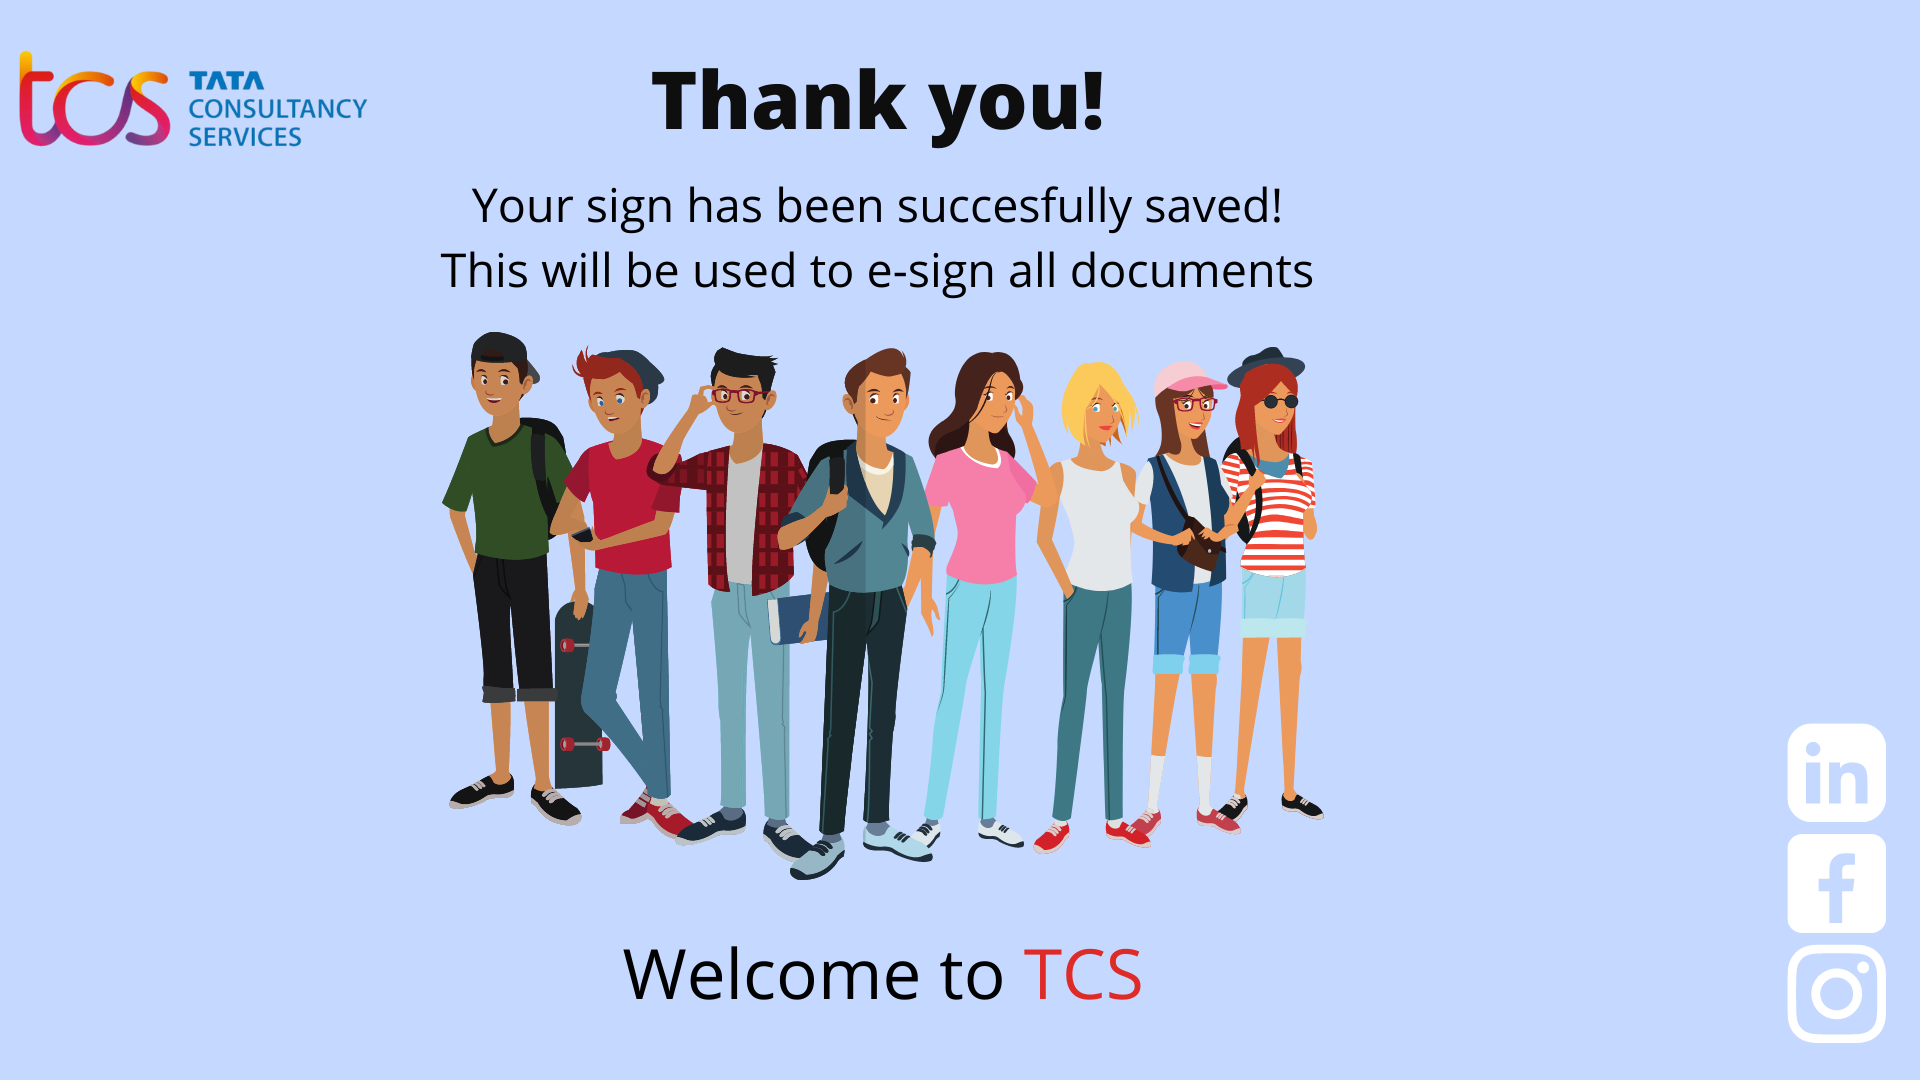 tcs TATA
CONSULTANCY
SERVICES
Thank you!
Your sign has been succesfully saved!
This will be used to e-sign all documents
Welcome to TCS
in
f